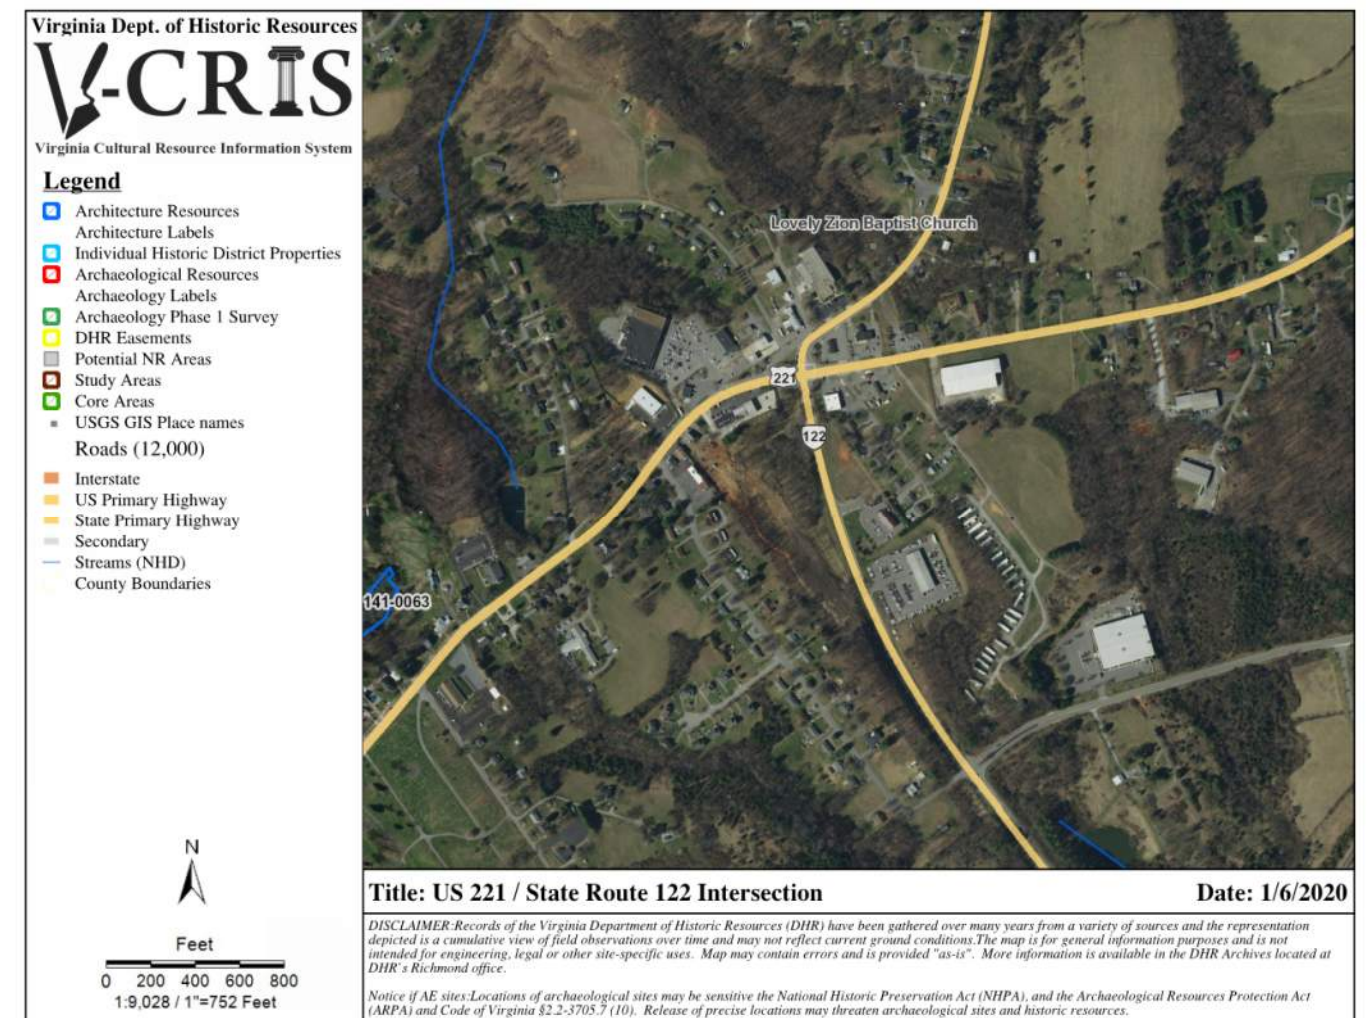 Virginia Dept. of Historic Resources
V-CRIS
Virginia Cultural Resource Information System
Legend
Architecture Resources
Architecture Labels
Individual Historic District Properties
Archaeological Resources
Archaeology Labels
Archaeology Phase 1 Survey
DHR Easements
Potential NR Areas
Study Areas
Core Areas
USGS GIS Place names
Roads (12,000)
Interstate
US Primary Highway
State Primary Highway
Secondary
Streams (NHD)
County Boundaries
N
Feet
0 200 400 600 800
1:9,028 / 1"=752 Feet
Lovely Zion Baptist Church
221
122
141-0063
Title: US 221 / State Route 122 Intersection
Date: 1/6/2020
DISCLAIMER:Records of the Virginia Department of Historic Resources (DHR) have been gathered over many years from a variety of sources and the representation
depicted is a cumulative view of field observations over time and may not reflect current ground conditions.The map is for general information purposes and is not
intended for engineering, legal or other site-specific uses. Map may contain errors and is provided "as-is". More information is available in the DHR Archives located at
DHR`s Richmond office.
Notice if AE sites:Locations of archaeological sites may be sensitive the National Historic Preservation Act (NHPA), and the Archaeological Resources Protection Act
(ARPA) and Code of Virginia §2.2-3705.7 (10). Release of precise locations may threaten archaeological sites and historic resources.